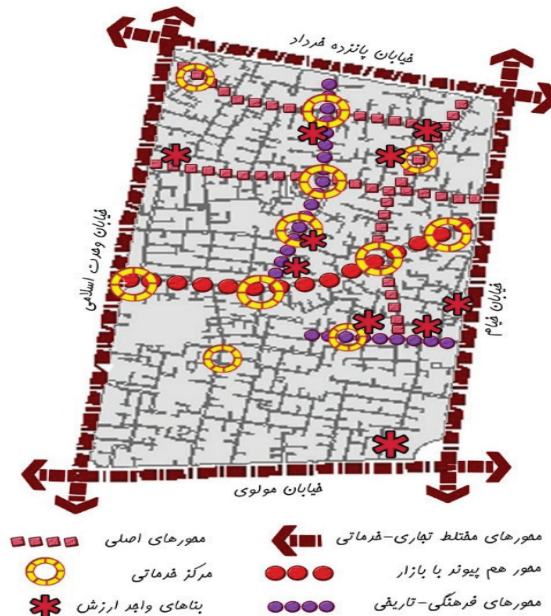 خیابان پانزده خرداد
خیابان وحدت اسلامی
خیابان خیام
خیابان مولوی
محورهای مختلط تجاری-خدماتی
محورهای اصلی
محور هم پیوند با بازار
مرکز خدماتی
محورهای فرهنگی-تاریخی
بناهای واجد ارزش